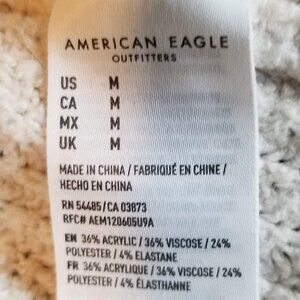 AMERICAN EAGLE
OUTFITTERS
US M
CA M
MX M
UK M
MADE IN CHINA / FABRIQUÉ EN CHINE /
HECHO EN CHINA
RN 54485 / CA 03873
RFC# AEM120605U9A
EN 36% ACRYLIC / 36% VISCOSE / 24%
POLYESTER / 4% ELASTANE
FR 36% ACRYLIQUE / 36% VISCOSE / 24%
POLYESTER / 4% ÉLASTHANNE